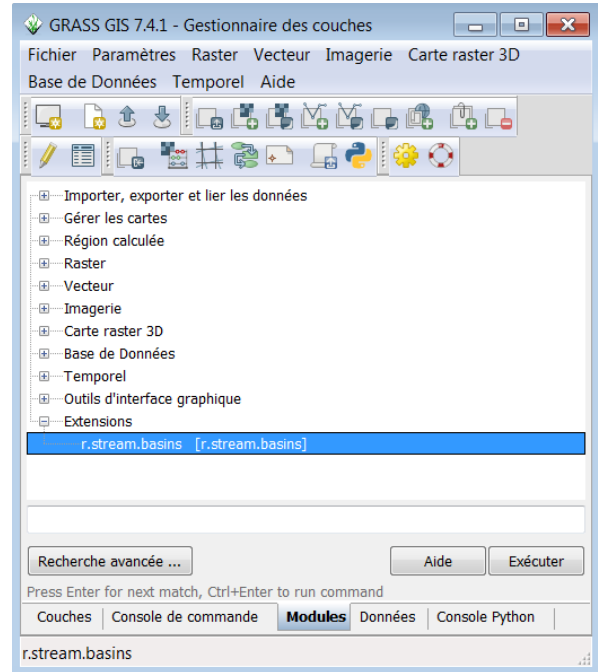 GRASS GIS 7.4.1 - Gestionnaire des couches
Fichier Paramètres Raster Vecteur Imagerie Carte raster 3D
Base de Données Temporel Aide
Importer, exporter et lier les données
Gérer les cartes
Région calculée
Raster
Vecteur
Imagerie
Carte raster 3D
Base de Données
Temporel
Outils d'interface graphique
Extensions
r.stream.basins [r.stream.basins]
Recherche avancée ... Aide Exécuter
Press Enter for next match, Ctrl+Enter to run command
Couches Console de commande Modules Données Console Python
r.stream.basins